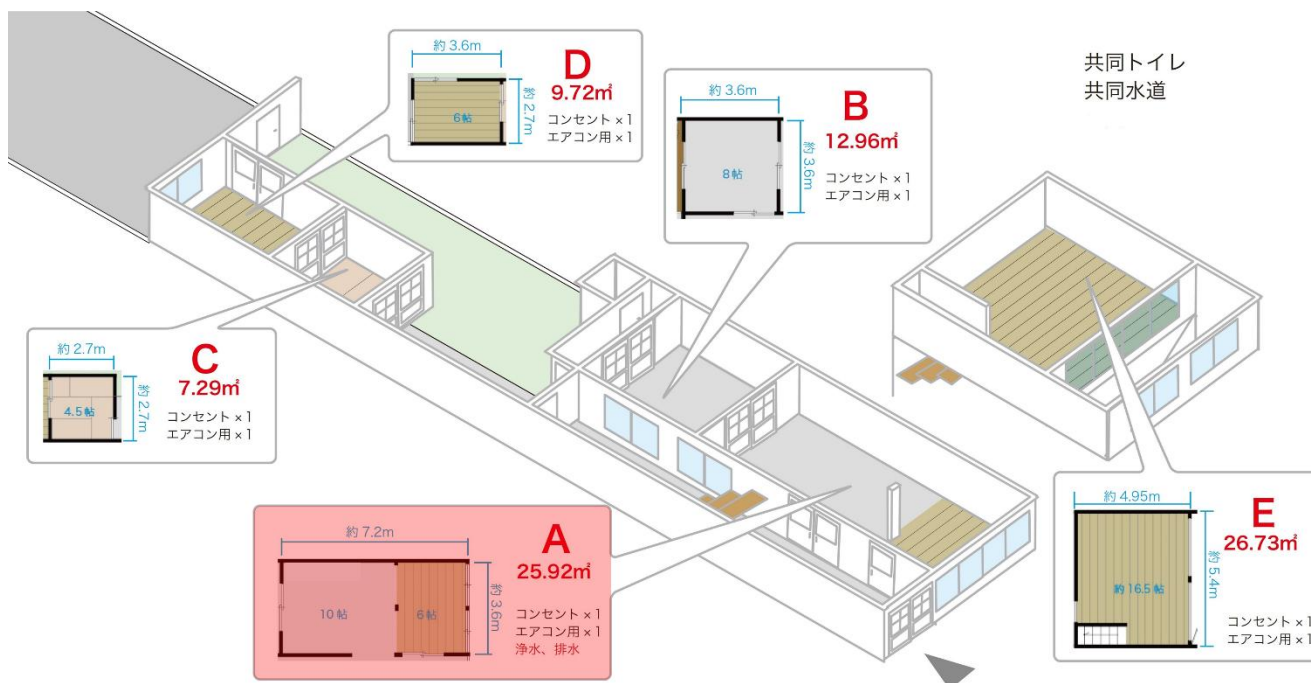 約 3.6m
D
9.72㎡
6帖
約 2.7m
コンセント ×1
エアコン用 ×1
約 3.6m
B
12.96㎡
8帖
約 3.6m
コンセント ×1
エアコン用 ×1
共同トイレ
共同水道
約 2.7m
C
7.29㎡
4.5帖
約 2.7m
コンセント ×1
エアコン用 ×1
約 7.2m
A
25.92㎡
10帖
6帖
約 3.6m
コンセント ×1
エアコン用 ×1
浄水、排水
約 4.95m
E
26.73㎡
約 16.5帖
約 5.4m
コンセント ×1
エアコン用 ×1